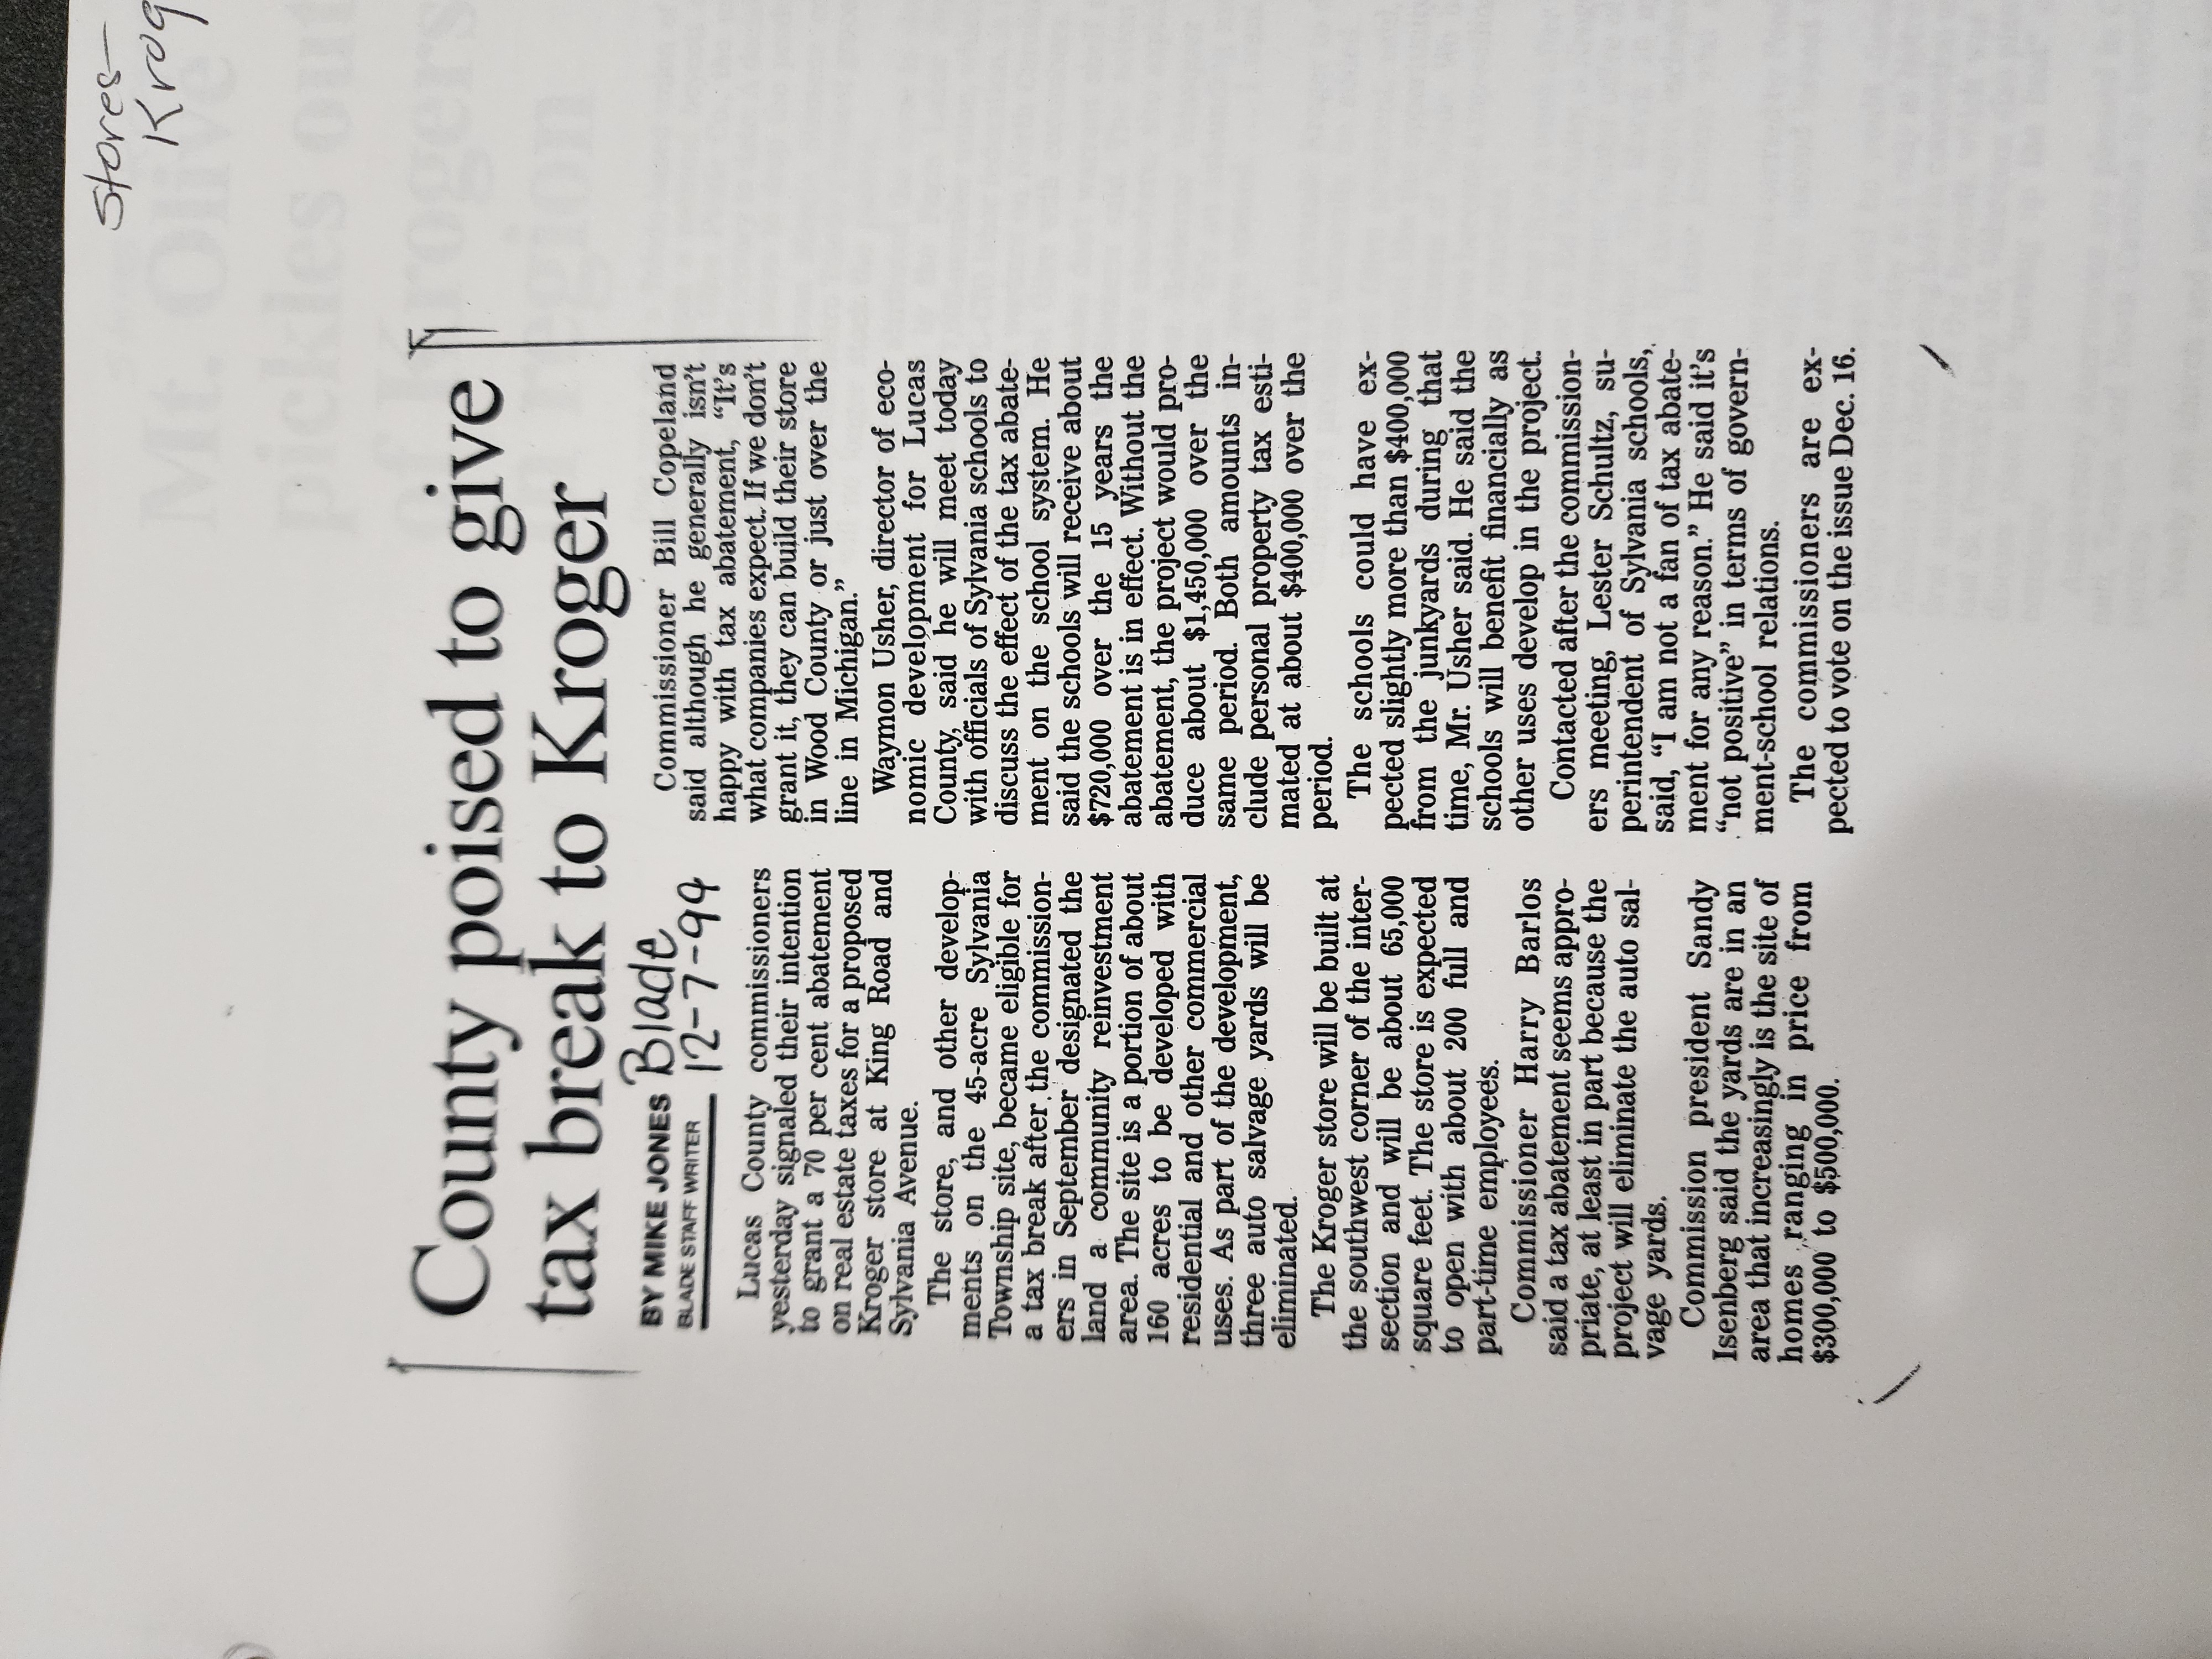 Stores-
Krog
County poised to give
tax break to Kroger
BY MIKE JONES Blade
BLADE STAFF WRITER 12-7-94
Lucas County commissioners
yesterday signaled their intention
to grant a 70 per cent abatement
on real estate taxes for a proposed
Kroger store at King Road and
Sylvania Avenue.
The store, and other develop-
ments on the 45-acre Sylvania
Township site, became eligible for
a tax break after the commission-
ers in September designated the
land a community reinvestment
area. The site is a portion of about
160 acres to be developed with
residential and other commercial
uses. As part of the development,
three auto salvage yards will be
eliminated.
The Kroger store will be built at
the southwest corner of the inter-
section and will be about 65,000
square feet. The store is expected
to open with about 200 full and
part-time employees.
Commissioner Harry Barlos
said a tax abatement seems appro-
priate, at least in part because the
project will eliminate the auto sal-
vage yards.
Commission president Sandy
Isenberg said the yards are in an
area that increasingly is the site of
homes ranging in price from
$300,000 to $500,000.
Commissioner Bill Copeland
said although he generally isn't
happy with tax abatement, "It's
what companies expect. If we don't
grant it, they can build their store
in Wood County or just over the
line in Michigan."
Waymon Usher, director of eco-
nomic development for Lucas
County, said he will meet today
with officials of Sylvania schools to
discuss the effect of the tax abate-
ment on the school system. He
said the schools will receive about
$720,000 over the 15 years the
abatement is in effect. Without the
abatement, the project would pro-
duce about $1,450,000 over the
same period. Both amounts in-
clude personal property tax esti-
mated at about $400,000 over the
period.
The schools could have ex-
pected slightly more than $400,000
from the junkyards during that
time, Mr. Usher said. He said the
schools will benefit financially as
other uses develop in the project.
Contacted after the commission-
ers meeting, Lester Schultz, su-
perintendent of Sylvania schools,
said, "I am not a fan of tax abate-
ment for any reason." He said it's
"not positive" in terms of govern-
ment-school relations.
The commissioners are ex-
pected to vote on the issue Dec. 16.
Mt. Olive
pickles out
of Krogers